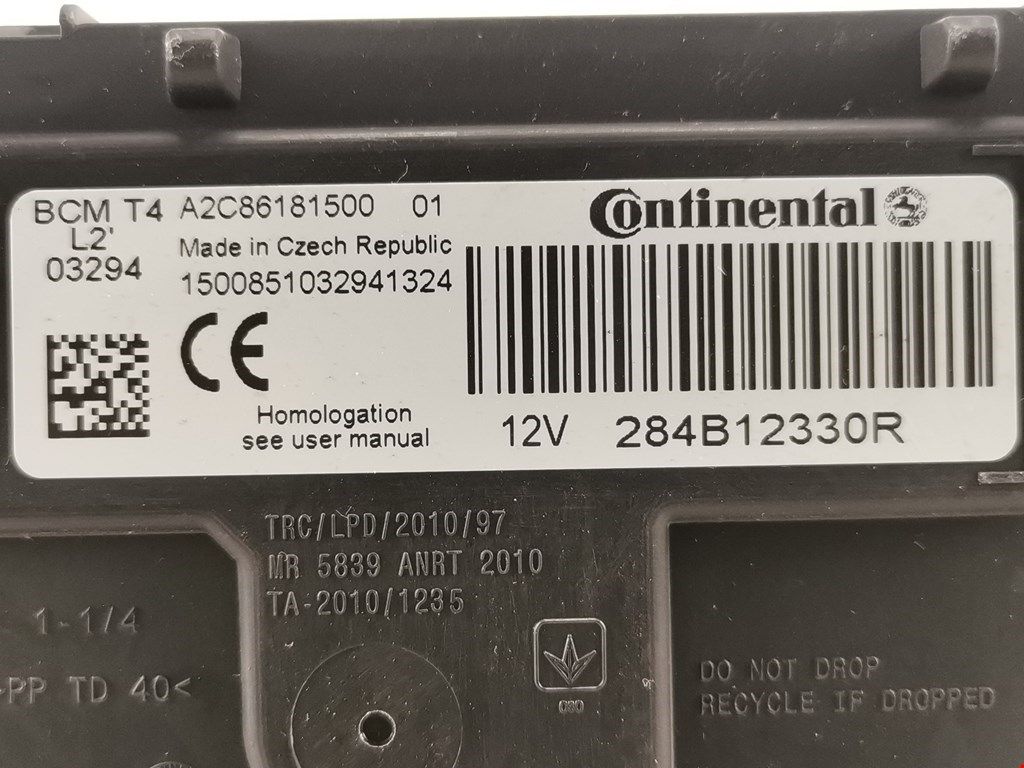 BCM T4 A2C86181500 01
L2'
03294
Made in Czech Republic
1500851032941324
Continental
CE
Homologation
see user manual
12V 284B12330R
TRC/LPD/2010/97
MR 5839 ANRT 2010
TA-2010/1235
1-1/4
>PP TD 40<
030
DO NOT DROP
RECYCLE IF DROPPED